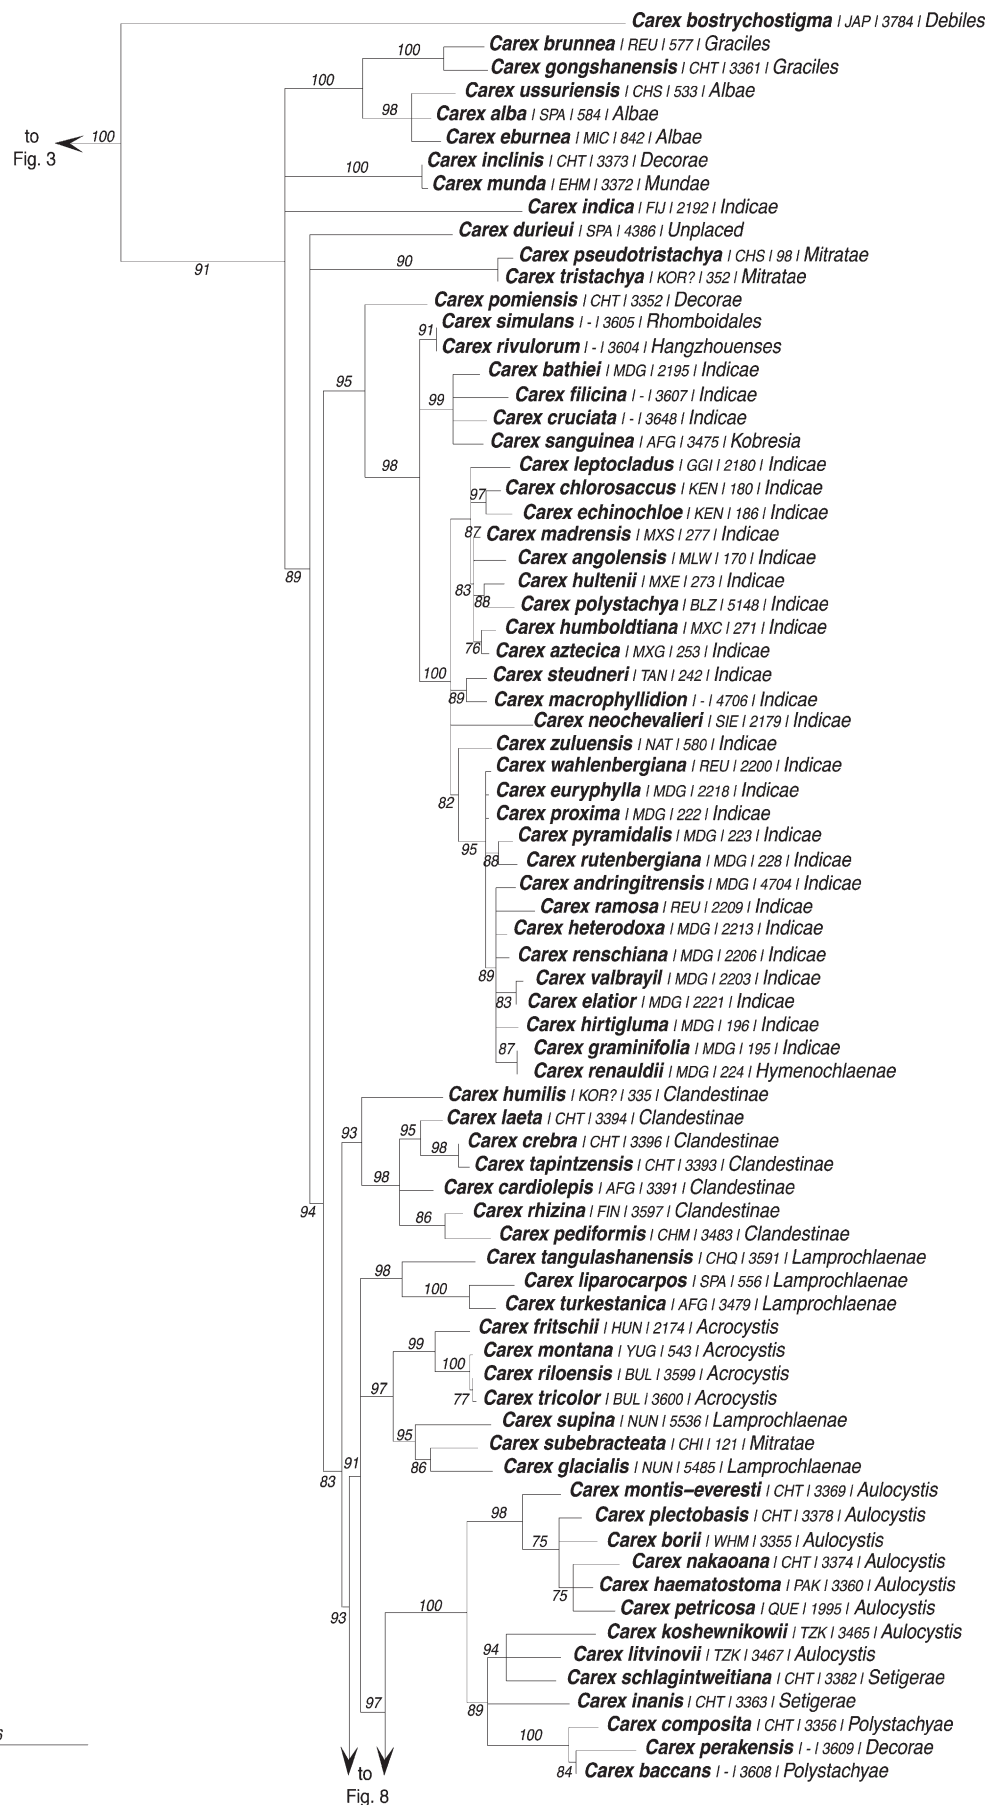 Carex bostrychostigma | JAP | 3784 | Debiles
Carex brunnea | REU | 577 | Graciles
100
Carex gongshanensis | CHT | 3361 | Graciles
100
Carex ussuriensis | CHS | 533 | Albae
98
Carex alba | SPA | 584 | Albae
to
Fig. 3
100
Carex eburnea | MIC | 842 | Albae
Carex inclinis | CHT | 3373 | Decorae
100
Carex munda | EHM | 3372 | Mundae
Carex indica | FIJ | 2192 | Indicae
Carex durieui | SPA | 4386 | Unplaced
91
90
Carex pseudotristachya | CHS | 98 | Mitratae
Carex tristachya | KOR? | 352 | Mitratae
Carex pomiensis | CHT | 3352 | Decorae
Carex simulans | - | 3605 | Rhomboidales
91
Carex rivulorum | - | 3604 | Hangzhouenses
Carex bathiei | MDG | 2195 | Indicae
95
Carex filicina | - | 3607 | Indicae
99
Carex cruciata | - | 3648 | Indicae
Carex sanguinea | AFG | 3475 | Kobresia
98
Carex leptocladus | GGI | 2180 | Indicae
97
Carex chlorosaccus | KEN | 180 | Indicae
Carex echinochloe | KEN | 186 | Indicae
87
Carex madrensis | MXS | 277 | Indicae
Carex angolensis | MLW | 170 | Indicae
89
Carex hultenii | MXE | 273 | Indicae
83
88
Carex polystachya | BLZ | 5148 | Indicae
Carex humboldtiana | MXC | 271 | Indicae
76
Carex aztecica | MXG | 253 | Indicae
100
Carex steudneri | TAN | 242 | Indicae
89
Carex macrophyllidion | - | 4706 | Indicae
Carex neochevalieri | SIE | 2179 | Indicae
Carex zuluensis | NAT | 580 | Indicae
Carex wahlenbergiana | REU | 2200 | Indicae
Carex euryphylla | MDG | 2218 | Indicae
82
Carex proxima | MDG | 222 | Indicae
Carex pyramidalis | MDG | 223 | Indicae
95
88
Carex rutenbergiana | MDG | 228 | Indicae
Carex andringitrensis | MDG | 4704 | Indicae
Carex ramosa | REU | 2209 | Indicae
Carex heterodoxa | MDG | 2213 | Indicae
Carex renschiana | MDG | 2206 | Indicae
89
Carex valbrayil | MDG | 2203 | Indicae
83
Carex elatior | MDG | 2221 | Indicae
Carex hirtigluma | MDG | 196 | Indicae
87
Carex graminifolia | MDG | 195 | Indicae
Carex renauldii | MDG | 224 | Hymenochlaenae
Carex humilis | KOR? | 335 | Clandestinae
Carex laeta | CHT | 3394 | Clandestinae
93
95
Carex crebra | CHT | 3396 | Clandestinae
98
Carex tapintzensis | CHT | 3393 | Clandestinae
98
Carex cardiolepis | AFG | 3391 | Clandestinae
94
Carex rhizina | FIN | 3597 | Clandestinae
86
Carex pediformis | CHM | 3483 | Clandestinae
Carex tangulashanensis | CHQ | 3591 | Lamprochlaenae
98
Carex liparocarpos | SPA | 556 | Lamprochlaenae
100
Carex turkestanica | AFG | 3479 | Lamprochlaenae
Carex fritschii | HUN | 2174 | Acrocystis
99
Carex montana | YUG | 543 | Acrocystis
100
Carex riloensis | BUL | 3599 | Acrocystis
97
77
Carex tricolor | BUL | 3600 | Acrocystis
Carex supina | NUN | 5536 | Lamprochlaenae
95
Carex subebracteata | CHI | 121 | Mitratae
86
Carex glacialis | NUN | 5485 | Lamprochlaenae
91
83
Carex montis–everesti | CHT | 3369 | Aulocystis
98
Carex plectobasis | CHT | 3378 | Aulocystis
75
Carex borii | WHM | 3355 | Aulocystis
Carex nakaoana | CHT | 3374 | Aulocystis
Carex haematostoma | PAK | 3360 | Aulocystis
75
Carex petricosa | QUE | 1995 | Aulocystis
100
93
Carex koshewnikowii | TZK | 3465 | Aulocystis
94
Carex litvinovii | TZK | 3467 | Aulocystis
Carex schlagintweitiana | CHT | 3382 | Setigerae
97
Carex inanis | CHT | 3363 | Setigerae
89
Carex composita | CHT | 3356 | Polystachyae
6
100
Carex perakensis | - | 3609 | Decorae
84
Carex baccans | - | 3608 | Polystachyae
to
Fig. 8